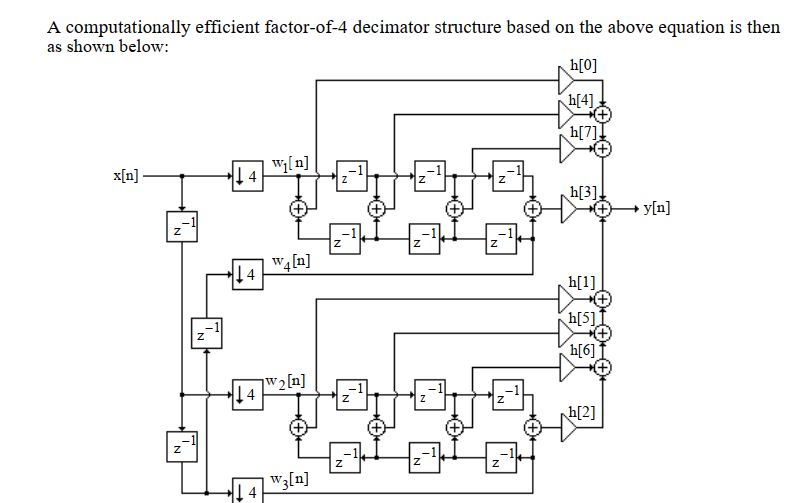 A computationally efficient factor-of-4 decimator structure based on the above equation is then
as shown below:
h[0]
h[4]
h[7]
x[n]
4
w₁[n]
z⁻¹
z⁻¹
z⁻¹
h[3]
y[n]
z⁻¹
z⁻¹
z⁻¹
z⁻¹
4
w₄[n]
h[1]
z⁻¹
h[5]
h[6]
4
w₂[n]
z⁻¹
z⁻¹
z⁻¹
h[2]
z⁻¹
z⁻¹
z⁻¹
z⁻¹
4
w₃[n]